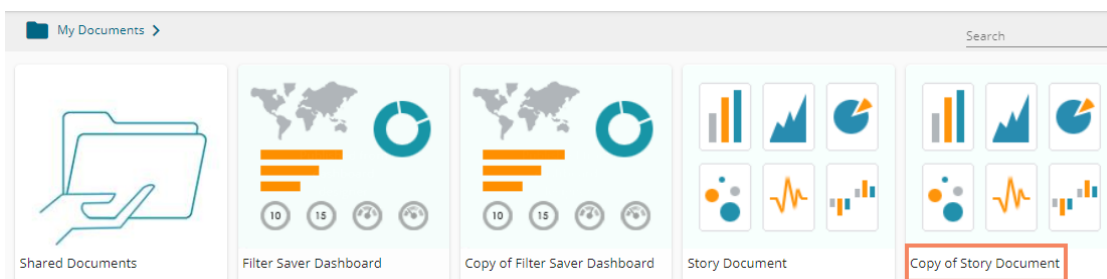 My Documents >
Search
10 15
10 15
Shared Documents
Filter Saver Dashboard
Copy of Filter Saver Dashboard
Story Document
Copy of Story Document